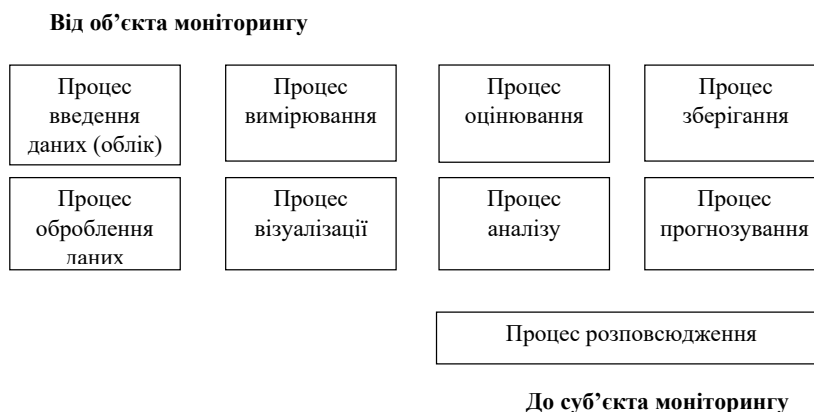 Від об’єкта моніторингу
Процес
введення
даних (облік)
Процес
вимірювання
Процес
оцінювання
Процес
зберігання
Процес
оброблення
даних
Процес
візуалізації
Процес
аналізу
Процес
прогнозування
Процес розповсюдження
До суб’єкта моніторингу